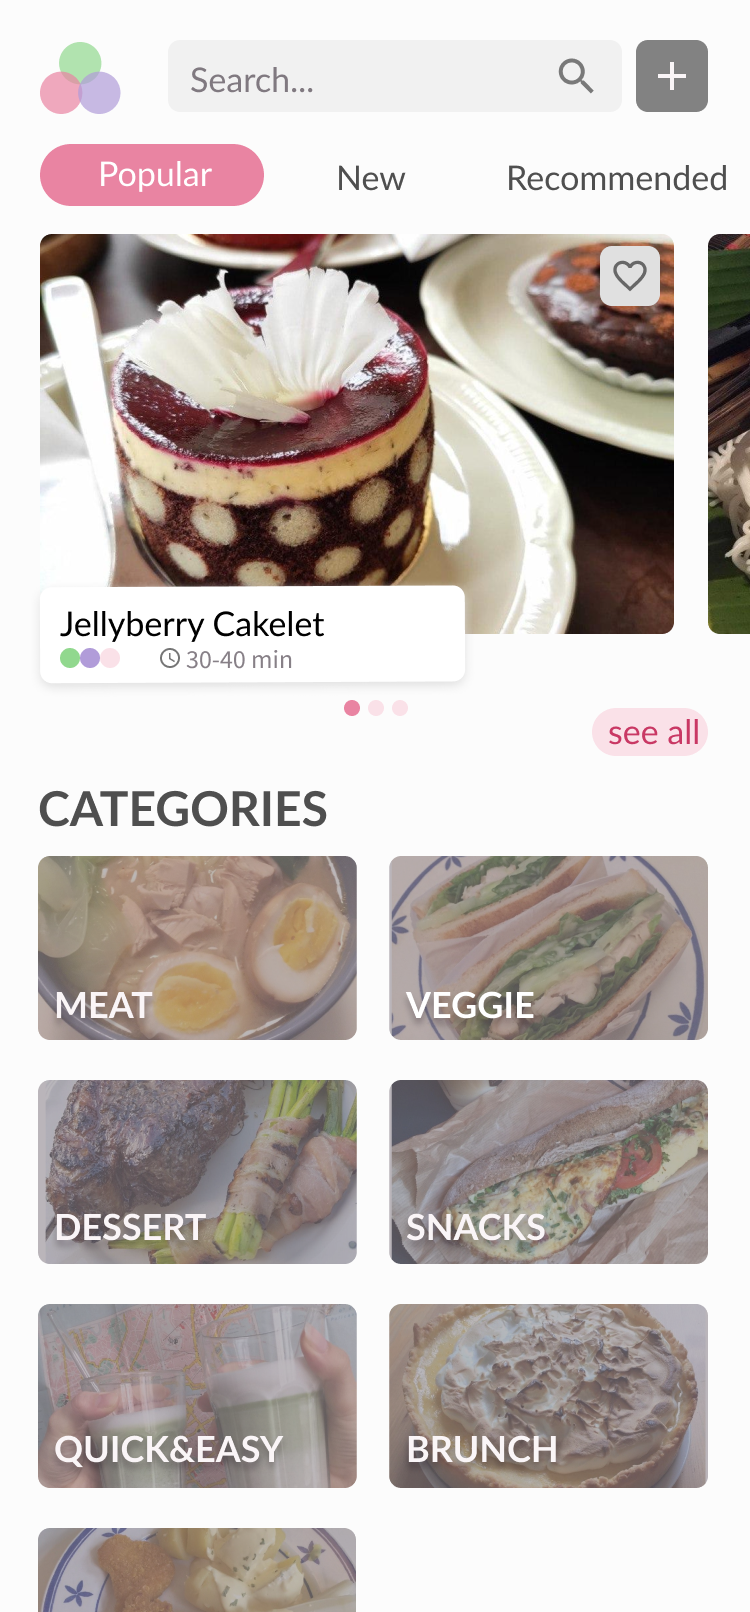 Search...
Popular
New
Recommended
Jellyberry Cakelet
30-40 min
see all
CATEGORIES
MEAT
VEGGIE
DESSERT
SNACKS
QUICK&EASY
BRUNCH